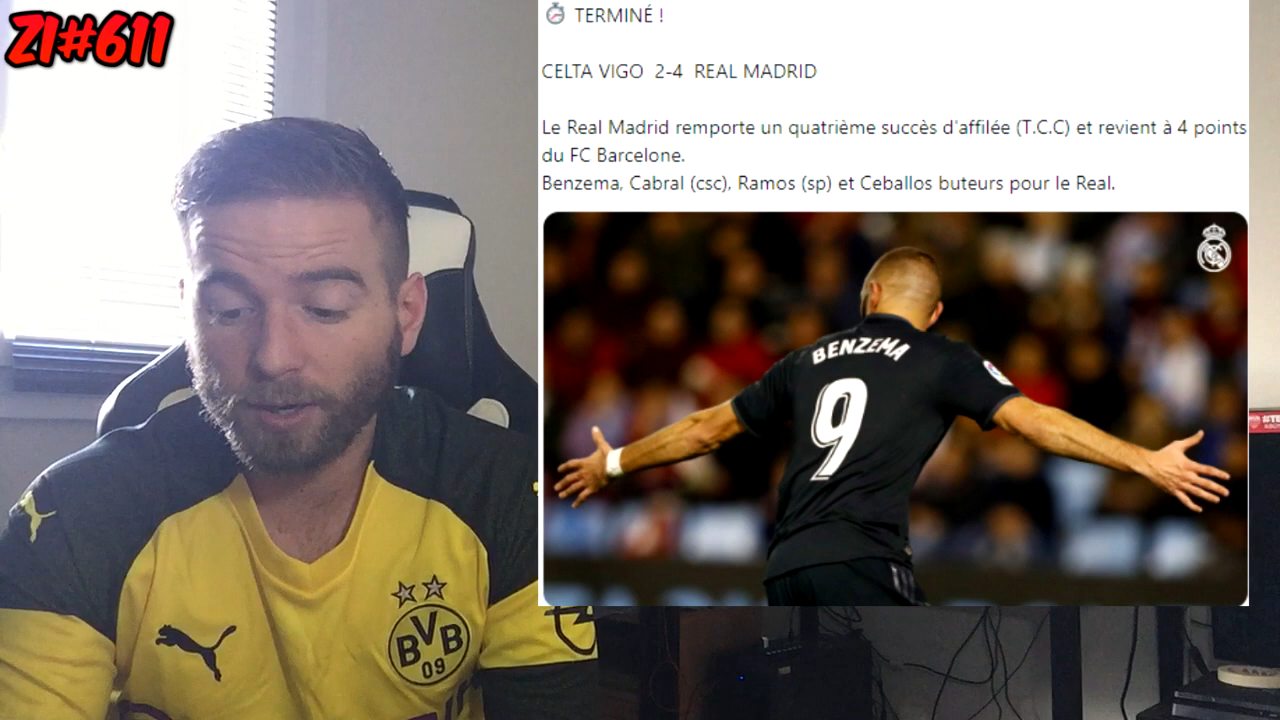 ZI#611
TERMINÉ !
CELTA VIGO 2-4 REAL MADRID
Le Real Madrid remporte un quatrième succès d'affilée (T.C.C) et revient à 4 points
du FC Barcelone.
Benzema, Cabral (csc), Ramos (sp) et Ceballos buteurs pour le Real.
BENZEMA
9
BVB
09